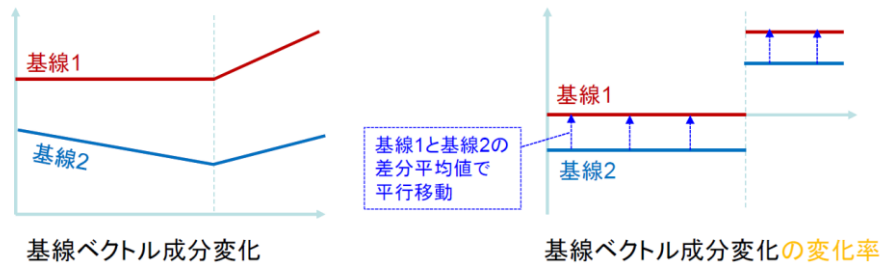 基線1
基線2
基線ベクトル成分変化
基線1
基線1と基線2の
差分平均値で
平行移動
基線2
基線ベクトル成分変化の変化率